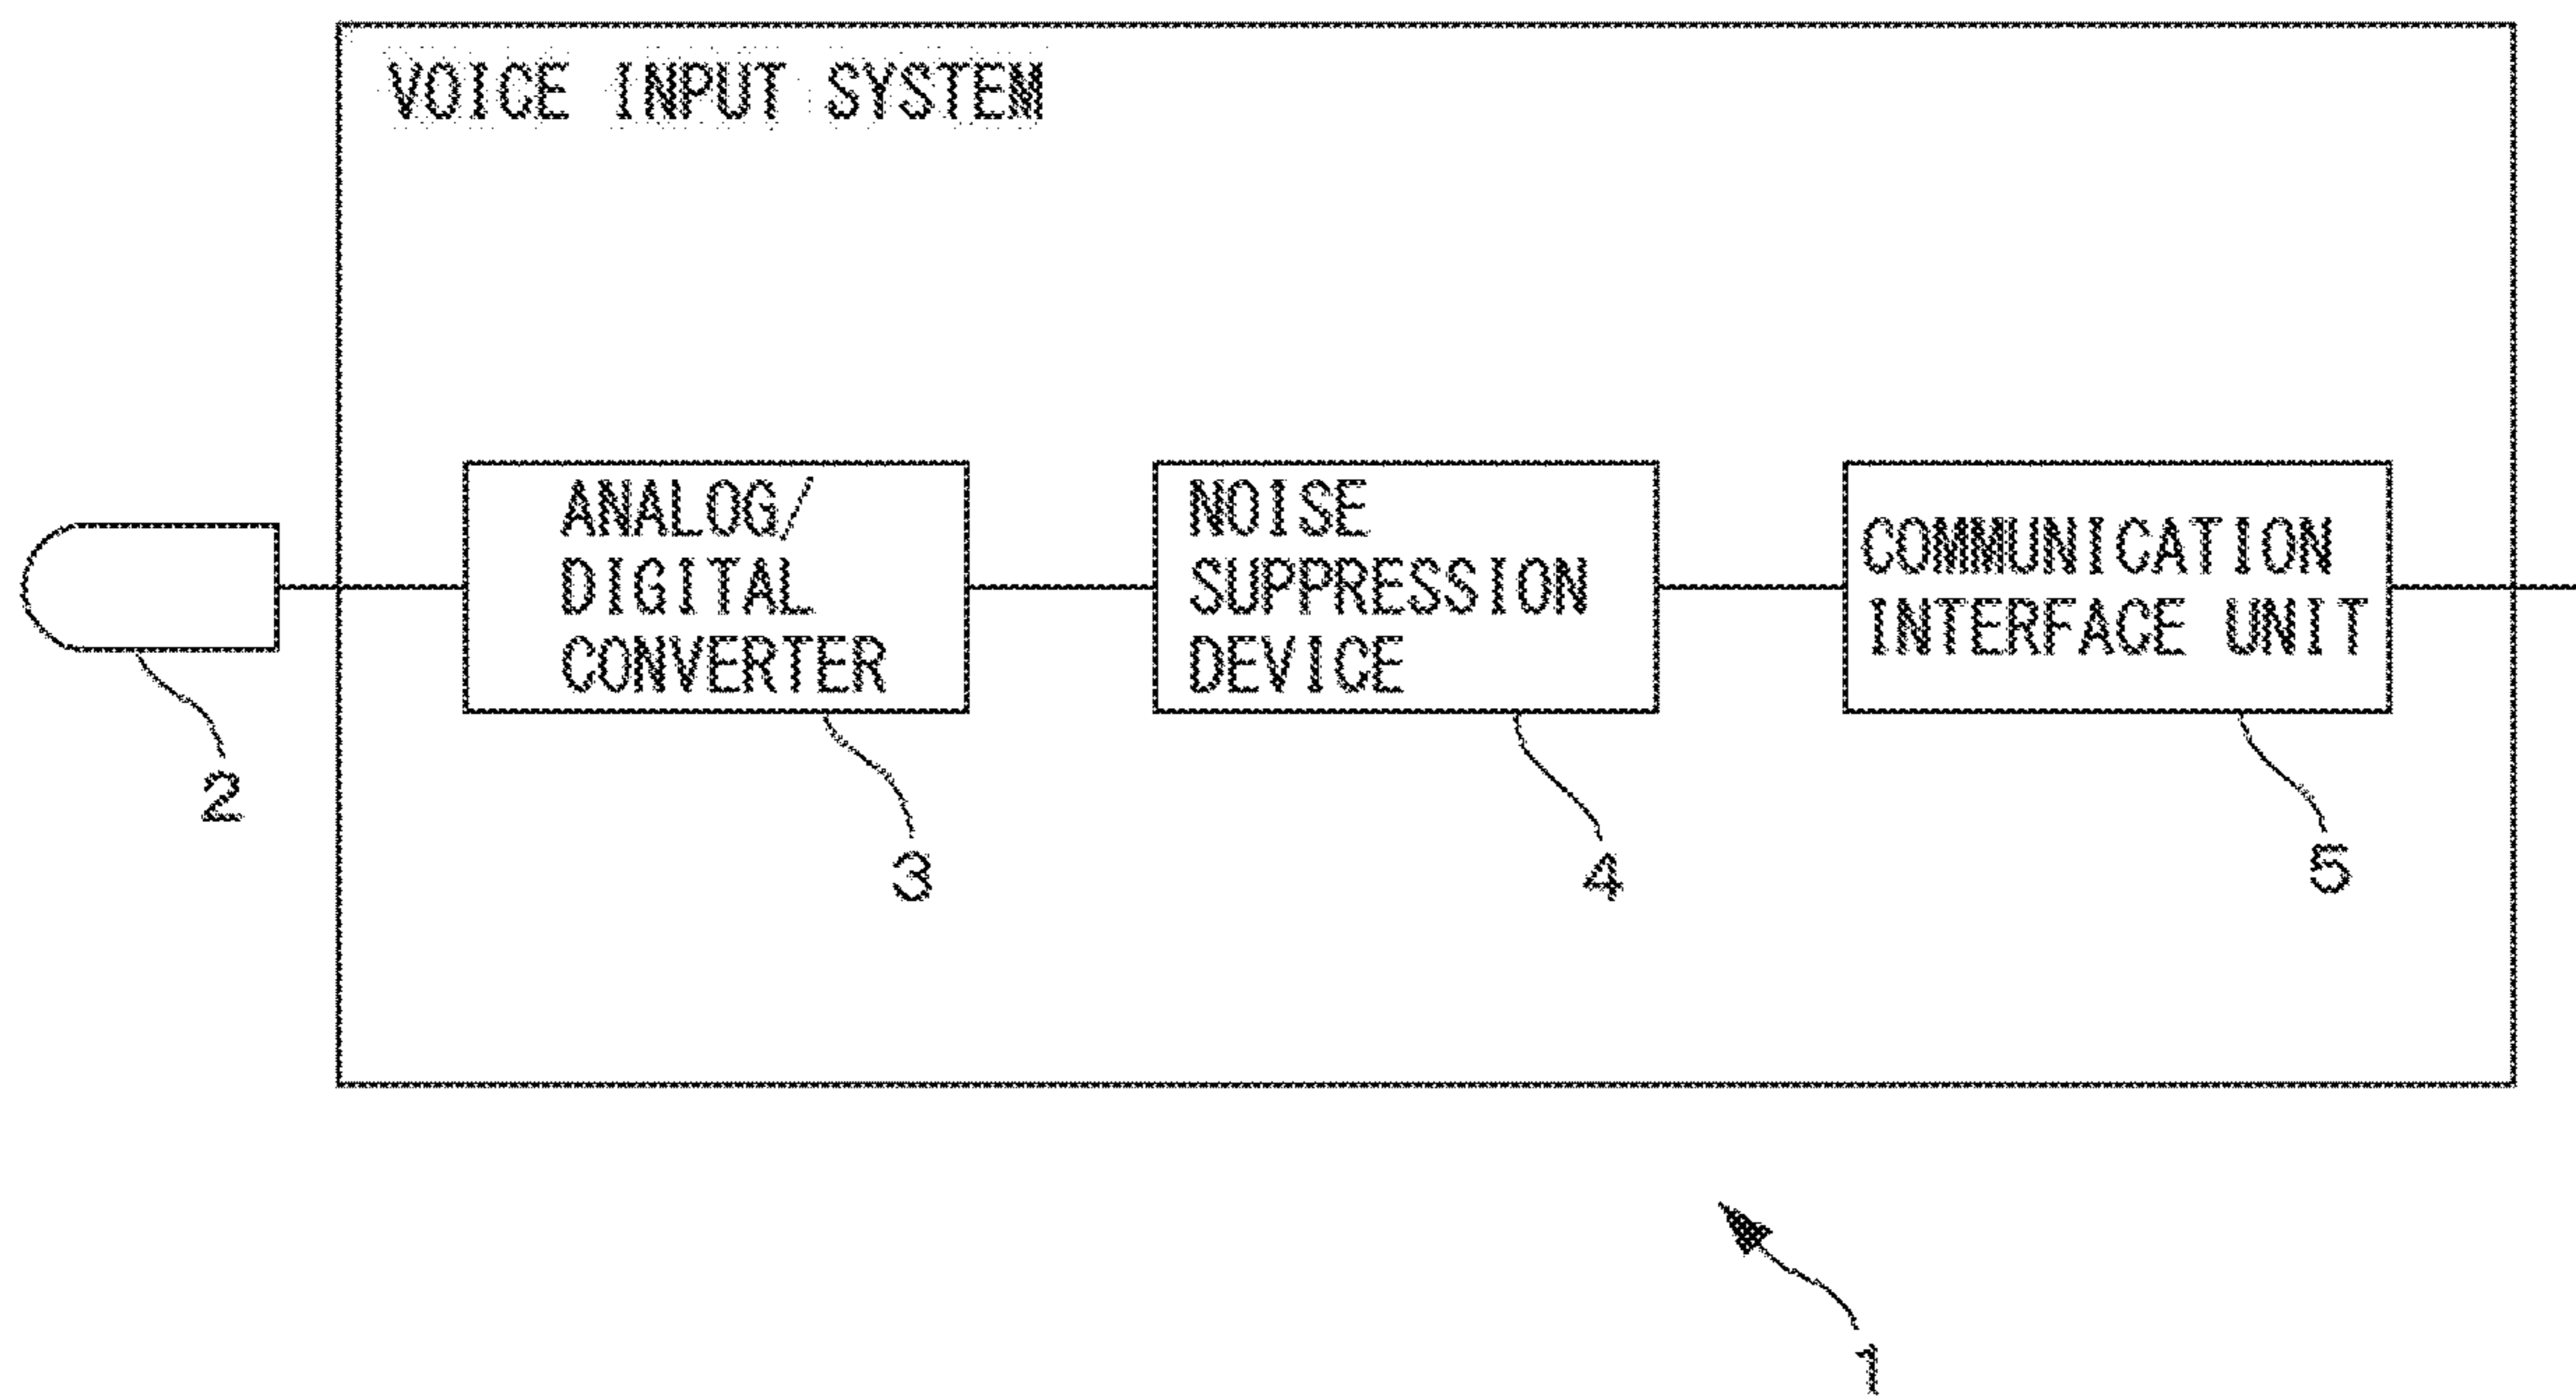 VOICE INPUT SYSTEM
ANALOG/
DIGITAL
CONVERTER
NOISE
SUPPRESSION
DEVICE
COMMUNICATION
INTERFACE UNIT
2
3
4
5
1